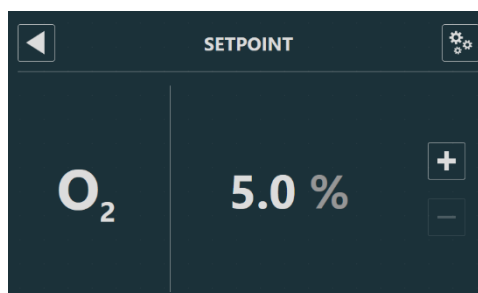 SETPOINT
O₂
5.0 %
+
−